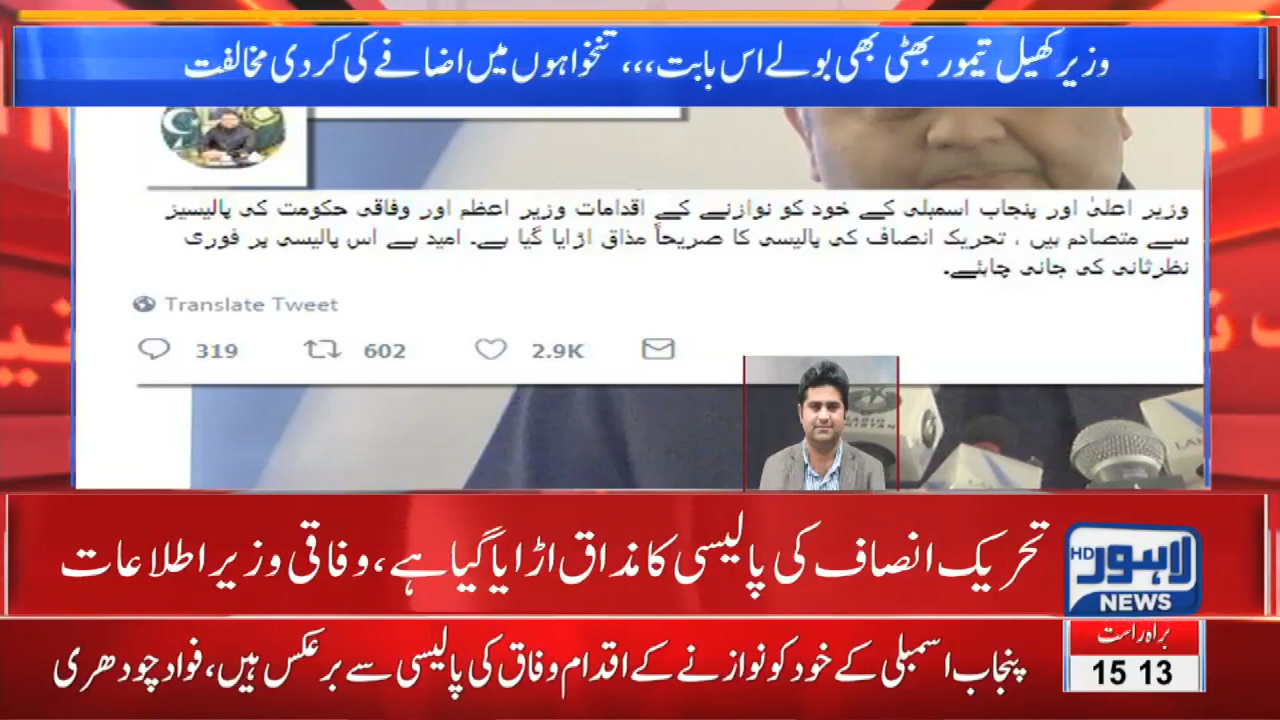 وزیر کھیل تیمور بھٹی بھی بولے اس بابت،،، تنخواہوں میں اضافے کی کر دی مخالفت
وزیر اعلیٰ اور پنجاب اسمبلی کے خود کو نوازنے کے اقدامات وزیر اعظم اور وفاقی حکومت کی پالیسیز
سے متصادم ہیں ، تحریک انصاف کی پالیسی کا صریحاً مذاق اڑایا گیا ہے۔ امید ہے اس پالیسی پر فوری
نظرثانی کی جانی چاہئے۔
Translate Tweet
319 602 2.9K
تحریک انصاف کی پالیسی کا مذاق اڑایا گیا ہے، وفاقی وزیر اطلاعات
HD لاہور
NEWS
براہ راست
15 13
پنجاب اسمبلی کے خود کو نوازنے کے اقدام وفاق کی پالیسی سے برعکس ہیں، فواد چودھری